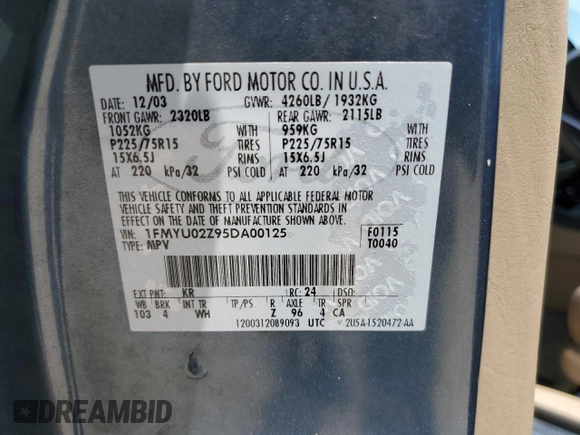 MFD. BY FORD MOTOR CO. IN U.S.A.
DATE: 12/03 GVWR: 4260LB/ 1932KG
FRONT GAWR: 2320LB REAR GAWR: 2115LB
1052KG WITH 959KG WITH
P225/75R15 TIRES P225/75R15 TIRES
15X6.5J RIMS 15X6.5J RIMS
AT 220 kPa/32 PSI COLD AT 220 kPa/32 PSI COLD
THIS VEHICLE CONFORMS TO ALL APPLICABLE FEDERAL MOTOR
VEHICLE SAFETY AND THEFT PREVENTION STANDARDS IN
EFFECT ON THE DATE OF MANUFACTURE SHOWN ABOVE.
VIN: 1FMYU02Z95DA00125 F0115
TYPE: MPV T0040
EXT PNT: KR RC: 24 DSO:
WB BRK INT TR TP/PS R AXLE TR SPR
103 4 WH Z 96 4 CA
1200312089093 UTC 2U5A-1520472-AA
DREAMBID